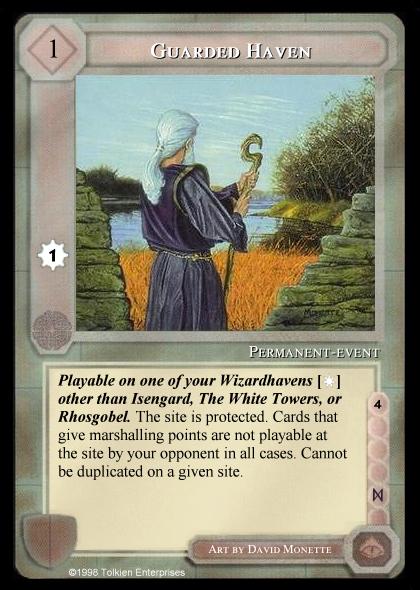 1
GUARDED HAVEN
1
MONETTE
PERMANENT-EVENT
Playable on one of your Wizardhavens [☼]
other than Isengard, The White Towers, or
Rhosgobel. The site is protected. Cards that
give marshalling points are not playable at
the site by your opponent in all cases. Cannot
be duplicated on a given site.
4
ART BY DAVID MONETTE
©1998 Tolkien Enterprises